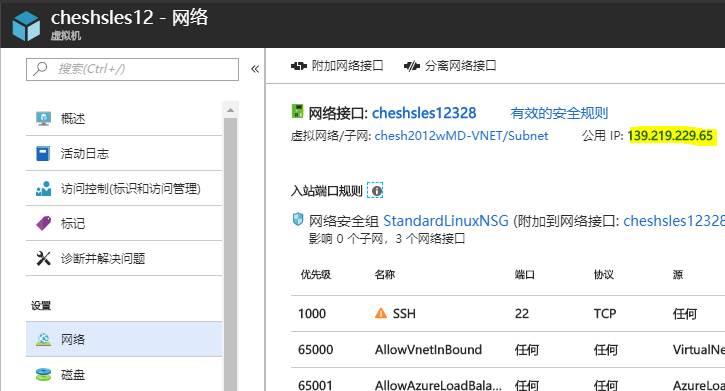 cheshsles12 - 网络
虚拟机
搜索(Ctrl+/)
«
概述
活动日志
访问控制(标识和访问管理)
标记
诊断并解决问题
设置
网络
磁盘
附加网络接口 分离网络接口
网络接口: cheshsles12328 有效的安全规则
虚拟网络/子网: chesh2012wMD-VNET/Subnet 公用 IP: 139.219.229.65
入站端口规则
网络安全组 StandardLinuxNSG (附加到网络接口: cheshsles12328
影响 0 个子网，3 个网络接口
优先级 名称 端口 协议 源
1000 SSH 22 TCP 任何
65000 AllowVnetInBound 任何 任何 VirtualNe
65001 AllowAzureLoadBala... 任何 任何 AzureLoa